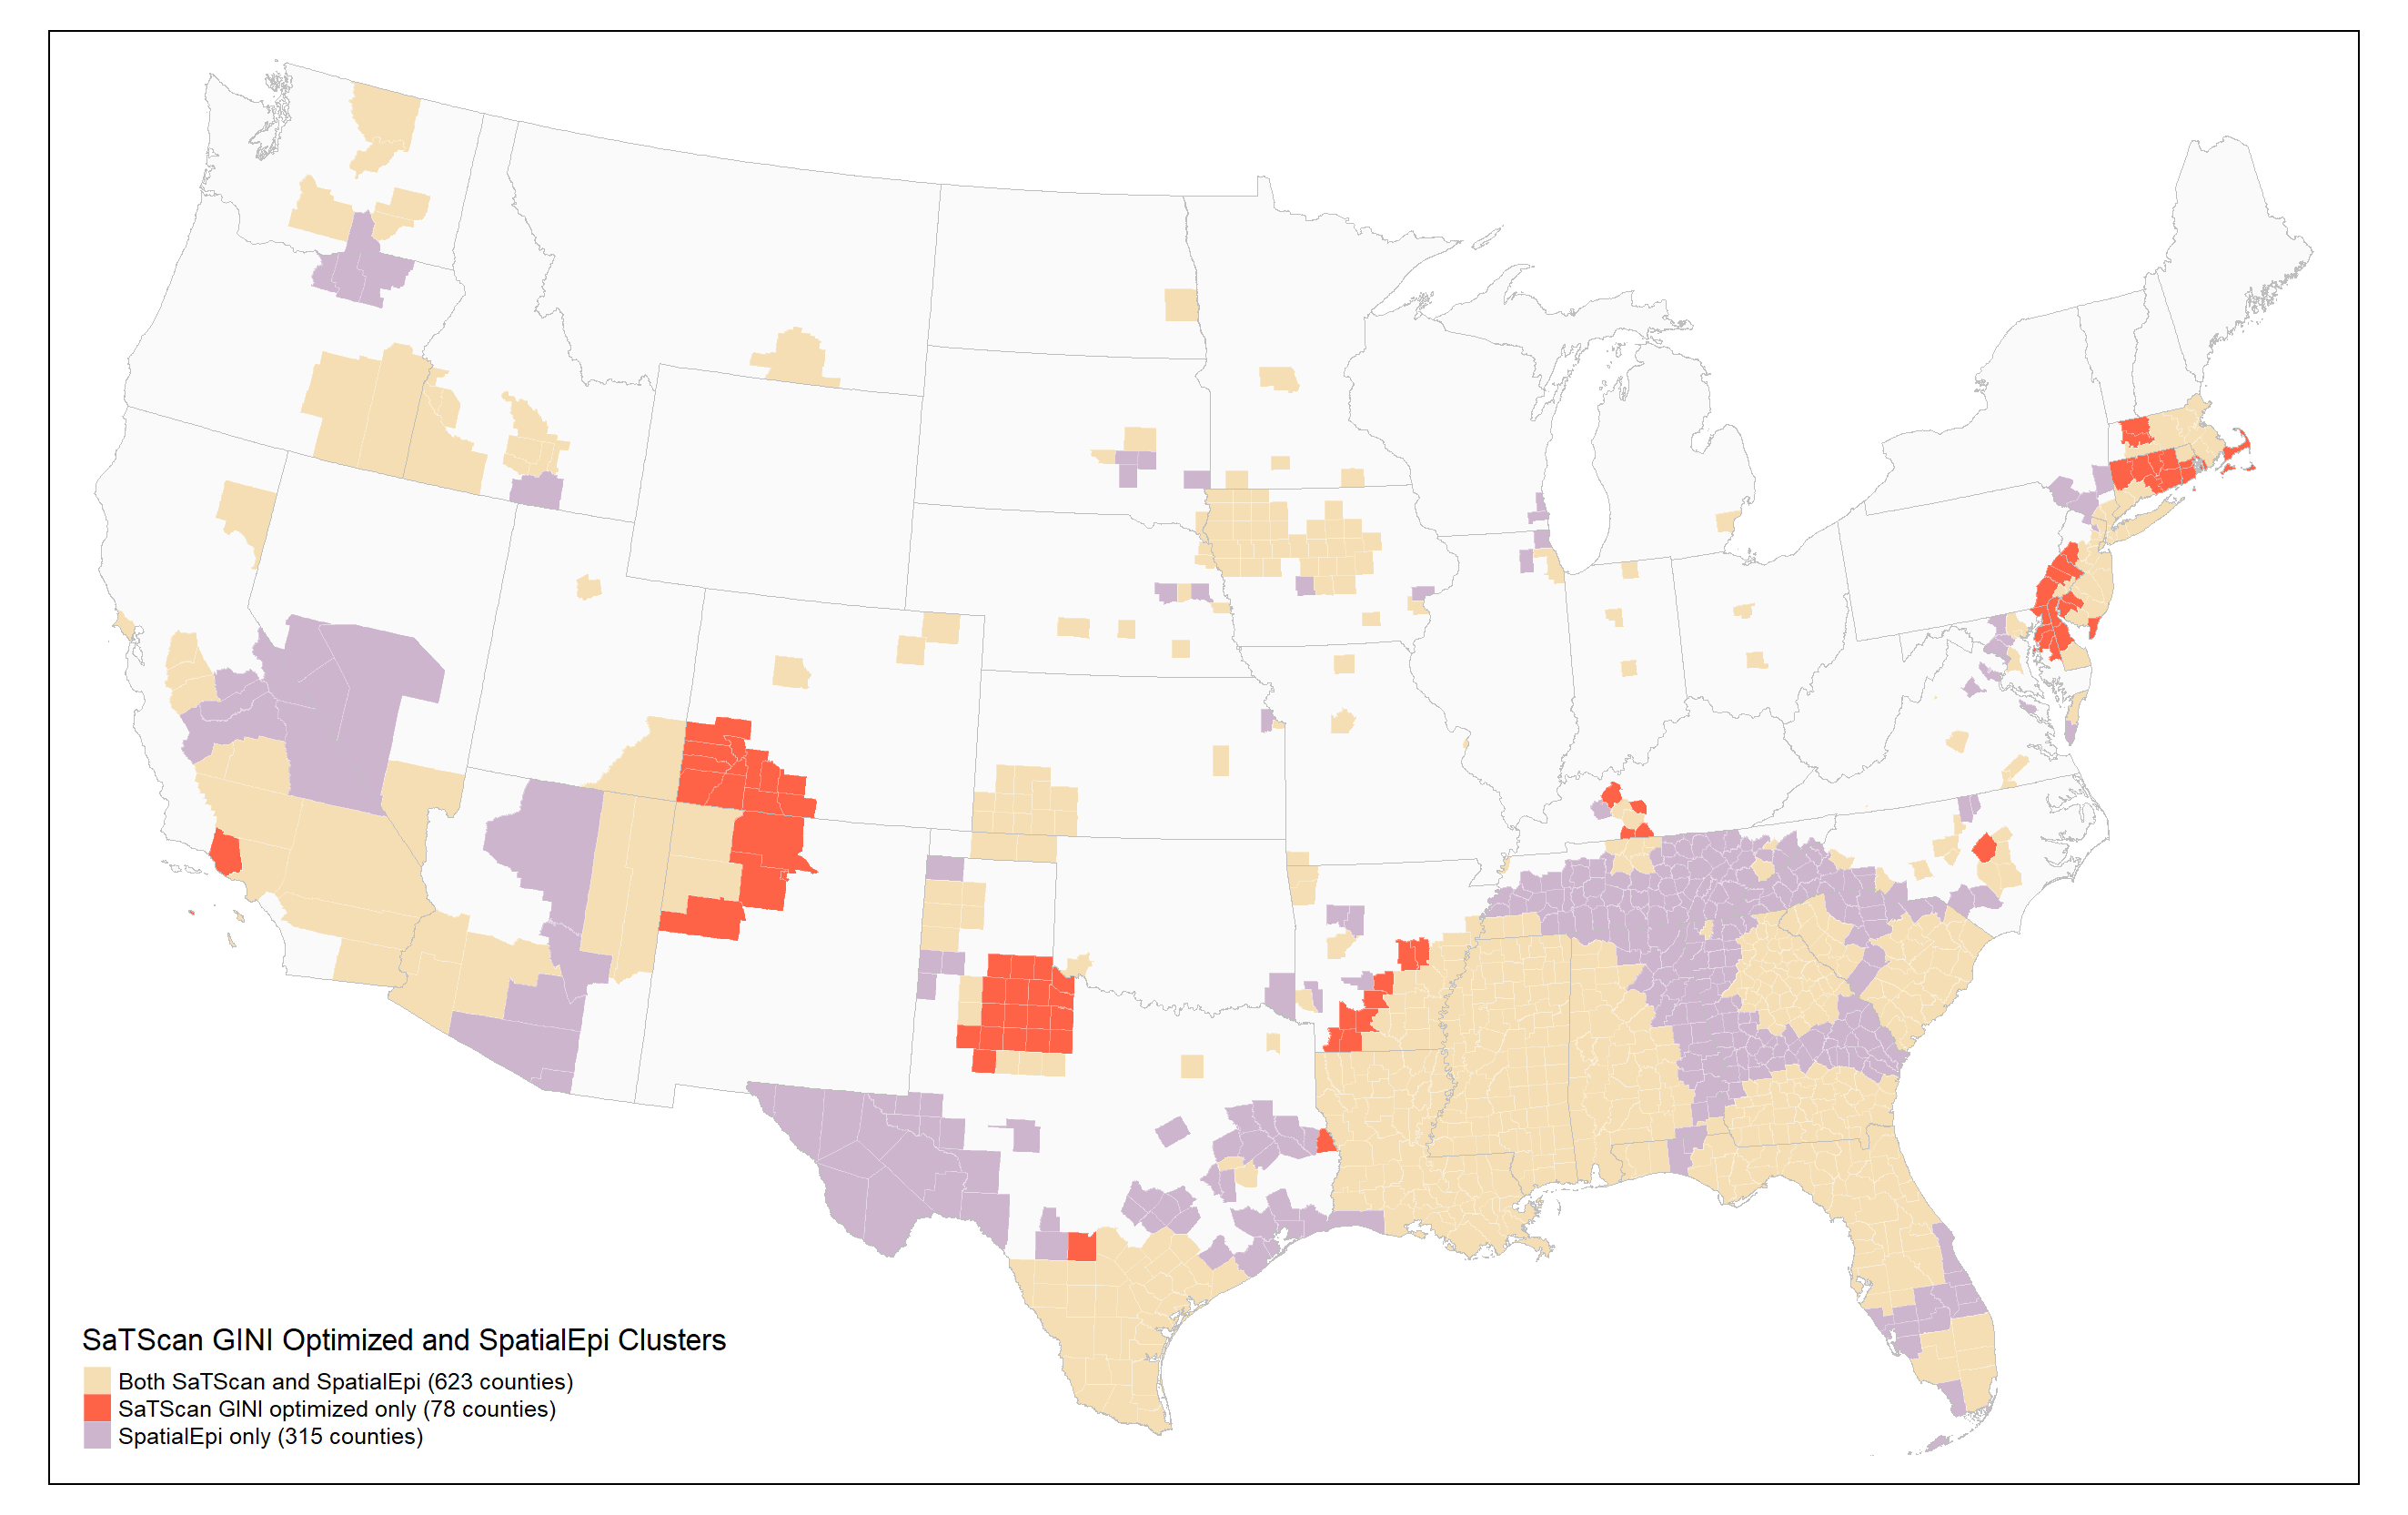 SaTScan GINI Optimized and SpatialEpi Clusters
Both SaTScan and SpatialEpi (623 counties)
SaTScan GINI optimized only (78 counties)
SpatialEpi only (315 counties)